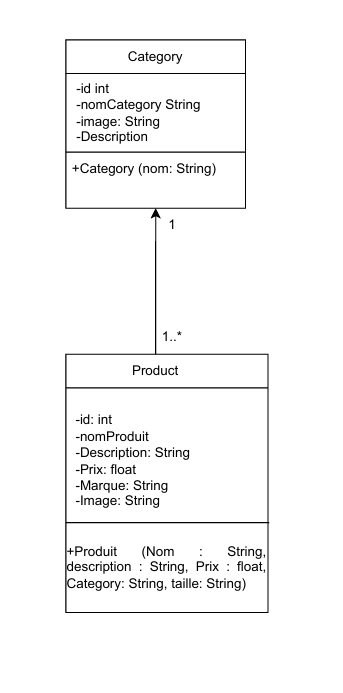 Category
-id int
-nomCategory String
-image: String
-Description
+Category (nom: String)
1
1..*
Product
-id: int
-nomProduit
-Description: String
-Prix: float
-Marque: String
-Image: String
+Produit (Nom : String,
description : String, Prix : float,
Category: String, taille: String)